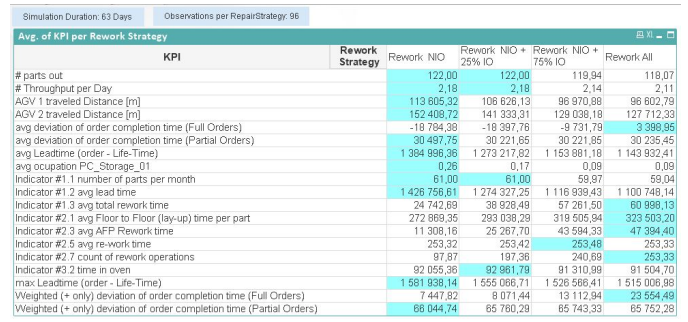 Simulation Duration: 63 Days Observations per RepairStrategy: 96
Avg. of KPI per Rework Strategy XL
KPI Rework Strategy Rework NIO Rework NIO + 25% IO Rework NIO + 75% IO Rework All
# parts out 122,00 122,00 119,94 118,07
# Throughput per Day 2,18 2,18 2,14 2,11
AGV 1 traveled Distance [m] 113 605,32 106 626,13 96 970,88 96 602,79
AGV 2 traveled Distance [m] 152 408,72 141 333,31 129 038,18 127 712,33
avg deviation of order completion time (Full Orders) -18 784,38 -18 397,76 -9 731,79 3 398,95
avg deviation of order completion time (Partial Orders) 30 497,75 30 221,65 30 221,85 30 235,45
avg Leadtime (order - Life-Time) 1 384 996,36 1 273 217,82 1 153 881,18 1 143 932,41
avg ocupation PC_Storage_01 0,26 0,17 0,09 0,09
Indicator #1.1 number of parts per month 61,00 61,00 59,97 59,04
Indicator #1.2 avg lead time 1 426 756,61 1 274 327,25 1 116 939,43 1 100 748,14
Indicator #1.3 avg total rework time 24 742,69 38 928,49 57 261,50 60 998,13
Indicator #2.1 avg Floor to Floor (lay-up) time per part 272 869,35 293 038,29 319 505,94 323 503,20
Indicator #2.3 avg AFP Rework time 11 308,16 25 267,70 43 594,33 47 394,40
Indicator #2.5 avg re-work time 253,32 253,42 253,48 253,33
Indicator #2.7 count of rework operations 97,87 197,36 240,69 253,33
Indicator #3.2 time in oven 92 055,36 92 961,79 91 310,99 91 504,70
max Leadtime (order - Life-Time) 1 581 938,14 1 555 066,71 1 526 566,41 1 515 006,98
Weighted (+ only) deviation of order completion time (Full Orders) 7 447,82 8 071,44 13 112,94 23 554,49
Weighted (+ only) deviation of order completion time (Partial Orders) 66 044,74 65 760,29 65 743,33 65 752,28